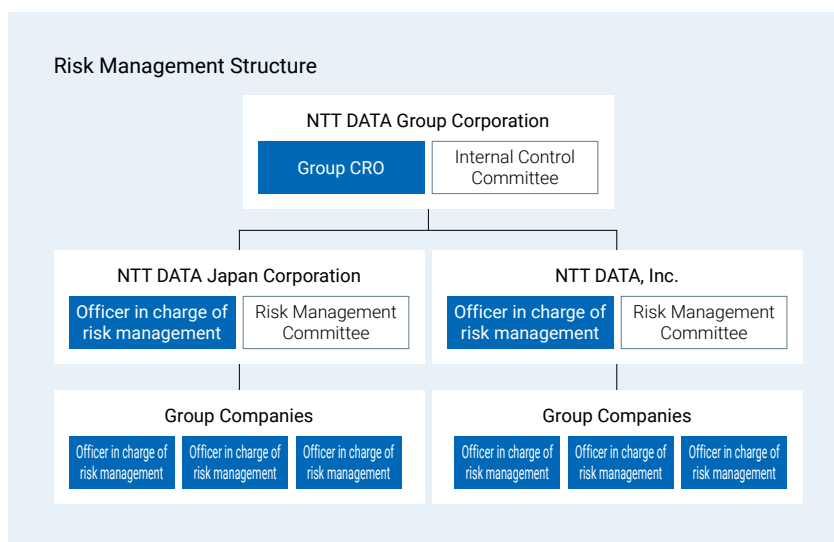 Risk Management Structure
NTT DATA Group Corporation
Group CRO
Internal Control
Committee
NTT DATA Japan Corporation
Officer in charge of
risk management
Risk Management
Committee
NTT DATA, Inc.
Officer in charge of
risk management
Risk Management
Committee
Group Companies
Officer in charge of
risk management
Officer in charge of
risk management
Officer in charge of
risk management
Group Companies
Officer in charge of
risk management
Officer in charge of
risk management
Officer in charge of
risk management